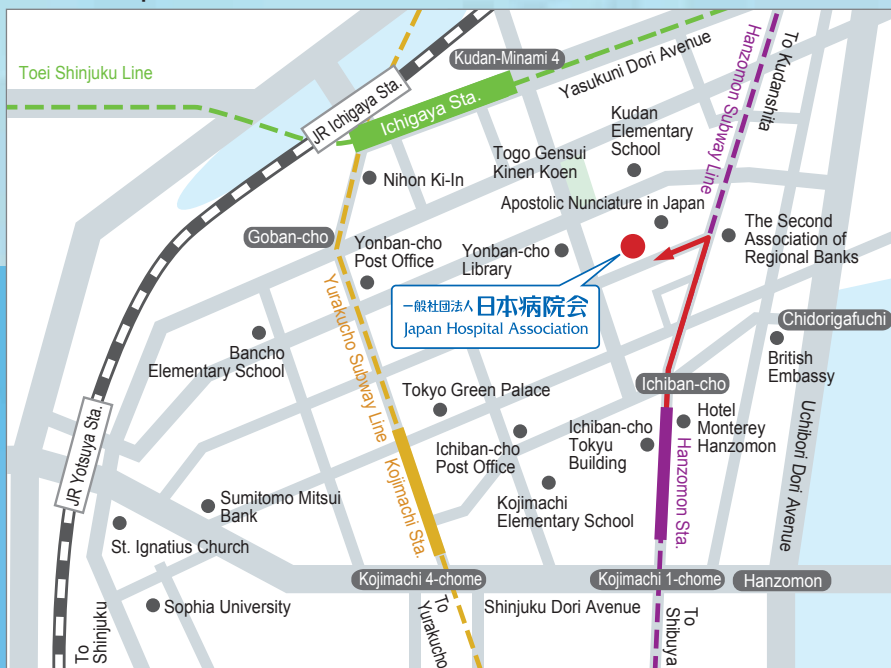 Toei Shinjuku Line
JR Ichigaya Sta.
Ichigaya Sta.
Kudan-Minami 4
Yasukuni Dori Avenue
Hanzomon Subway Line
To Kudanshita
Kudan
Elementary
School
Togo Gensui
Kinen Koen
Nihon Ki-In
Apostolic Nunciature in Japan
Goban-cho
Yonban-cho
Post Office
Yonban-cho
Library
The Second
Association of
Regional Banks
一般社団法人 日本病院会
Japan Hospital Association
Yurakucho Subway Line
Bancho
Elementary School
Chidorigafuchi
British
Embassy
Ichiban-cho
Tokyo Green Palace
Ichiban-cho
Post Office
Ichiban-cho
Tokyu
Building
Hotel
Monterey
Hanzomon
Uchibori Dori Avenue
JR Yotsuya Sta.
Kojimachi Sta.
Hanzomon Sta.
Sumitomo Mitsui
Bank
Kojimachi
Elementary School
St. Ignatius Church
Kojimachi 4-chome
Kojimachi 1-chome
Hanzomon
Sophia University
Shinjuku Dori Avenue
To
Shinjuku
To
Yurakucho
To
Shibuya